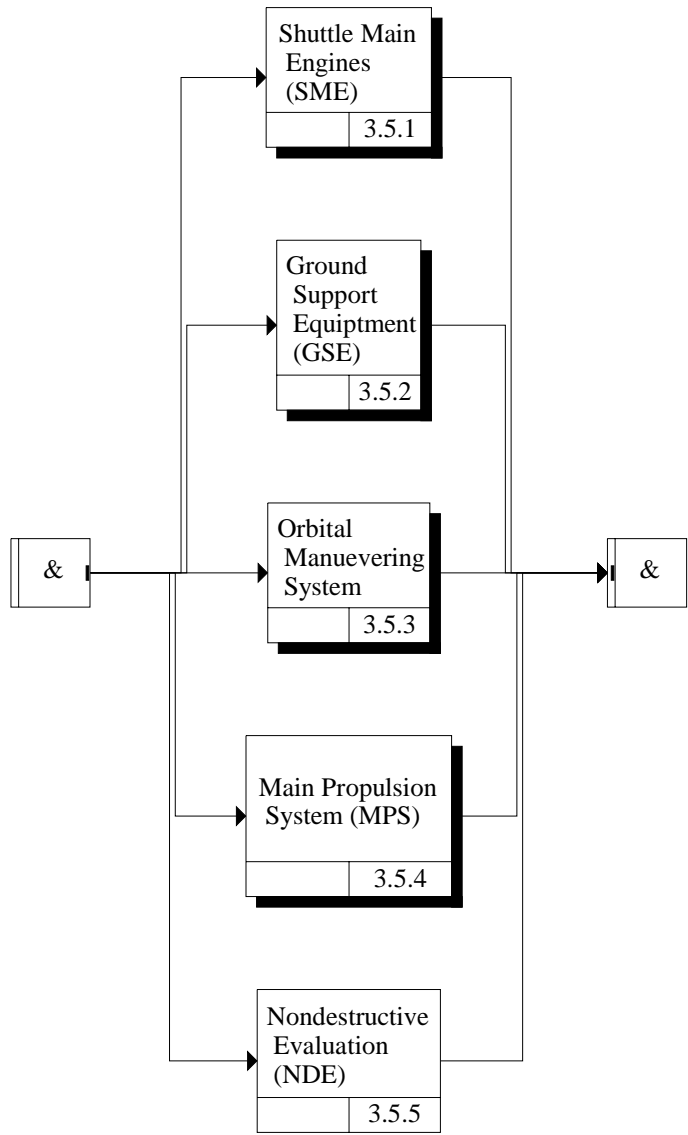 Shuttle Main
Engines
(SME)
3.5.1
Ground
Support
Equiptment
(GSE)
3.5.2
&
Orbital
Manuevering
System
3.5.3
&
Main Propulsion
System (MPS)
3.5.4
Nondestructive
Evaluation
(NDE)
3.5.5